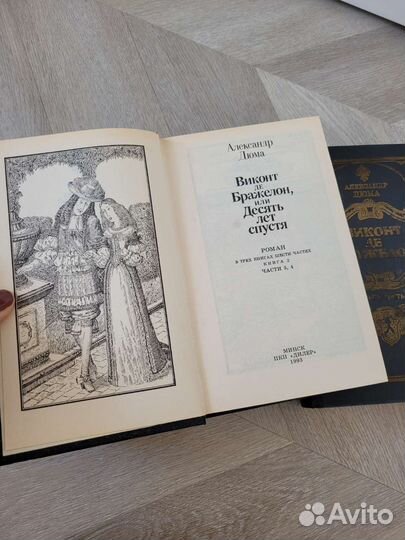 Александр
Дюма
Виконт
де
Бражелон,
или
Десять
лет
спустя
РОМАН
В ТРЕХ КНИГАХ ШЕСТИ ЧАСТЯХ
КНИГА 2
ЧАСТИ 3, 4
МИНСК
ПКП «ДИЛЕР»
1993
АЛЕКСАНДР
ДЮМА
ВИКОНТ
ДЕ
Avito